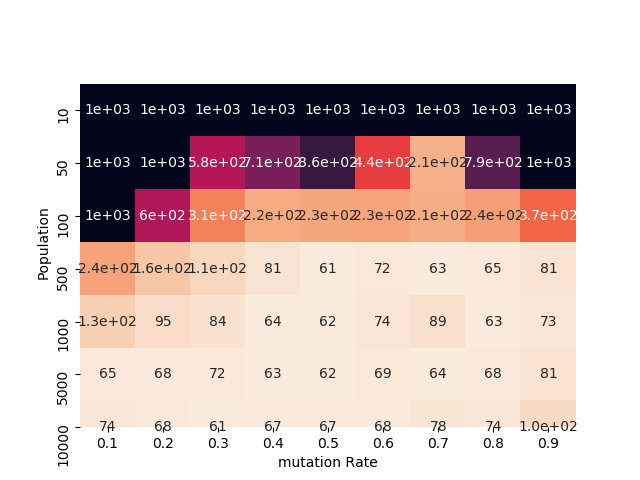 10 1e+03 1e+03 1e+03 1e+03 1e+03 1e+03 1e+03 1e+03 1e+03
50 1e+03 1e+03 5.8e+02 7.1e+02 8.6e+02 4.4e+02 2.1e+02 7.9e+02 1e+03
100 1e+03 6e+02 3.1e+02 2.2e+02 2.3e+02 2.3e+02 2.1e+02 2.4e+02 3.7e+02
Population
500 2.4e+02 1.6e+02 1.1e+02 81 61 72 63 65 81
1000 1.3e+02 95 84 64 62 74 89 63 73
5000 65 68 72 63 62 69 64 68 81
10000 74 68 61 67 67 68 78 74 1.0e+02
0.1 0.2 0.3 0.4 0.5 0.6 0.7 0.8 0.9
mutation Rate